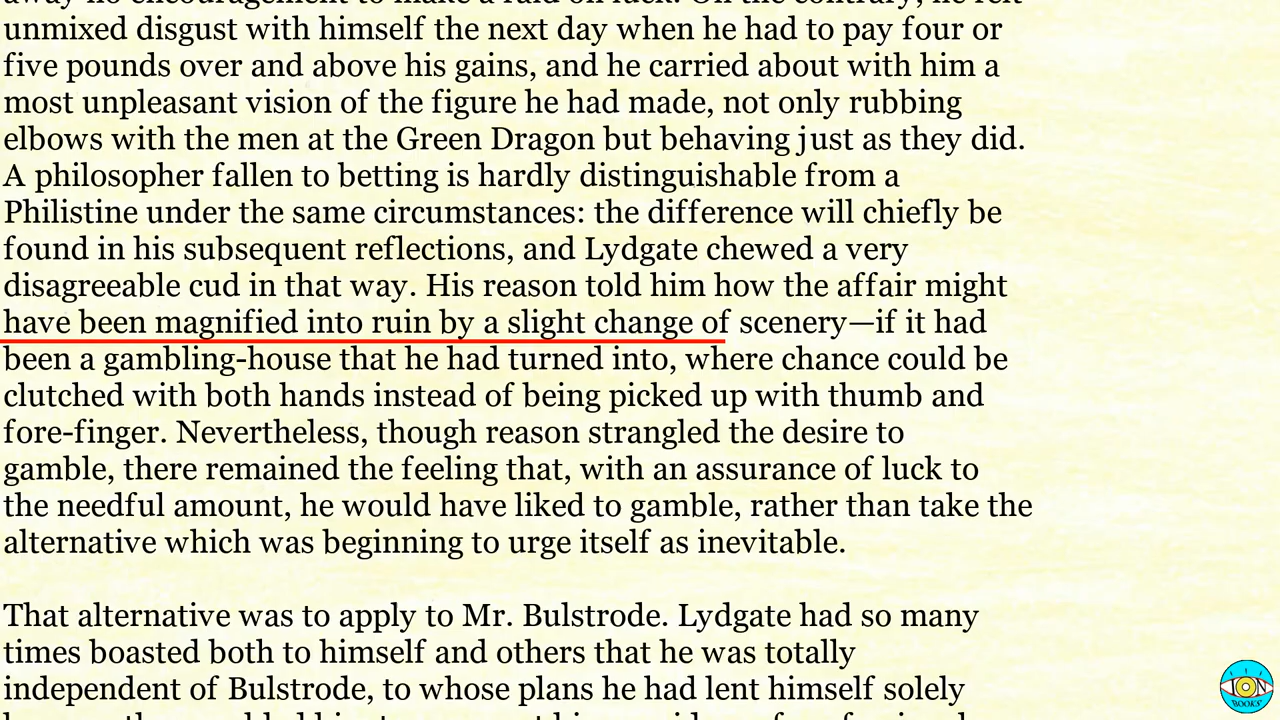 unmixed disgust with himself the next day when he had to pay four or
five pounds over and above his gains, and he carried about with him a
most unpleasant vision of the figure he had made, not only rubbing
elbows with the men at the Green Dragon but behaving just as they did.
A philosopher fallen to betting is hardly distinguishable from a
Philistine under the same circumstances: the difference will chiefly be
found in his subsequent reflections, and Lydgate chewed a very
disagreeable cud in that way. His reason told him how the affair might
have been magnified into ruin by a slight change of scenery—if it had
been a gambling-house that he had turned into, where chance could be
clutched with both hands instead of being picked up with thumb and
fore-finger. Nevertheless, though reason strangled the desire to
gamble, there remained the feeling that, with an assurance of luck to
the needful amount, he would have liked to gamble, rather than take the
alternative which was beginning to urge itself as inevitable.
That alternative was to apply to Mr. Bulstrode. Lydgate had so many
times boasted both to himself and others that he was totally
independent of Bulstrode, to whose plans he had lent himself solely
ION
BOOKS